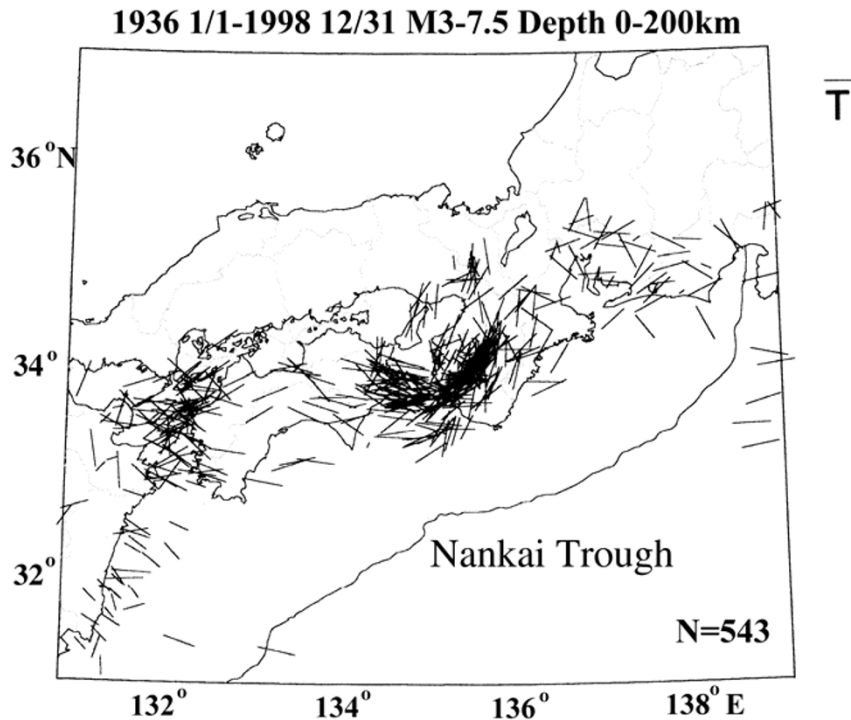 1936 1/1-1998 12/31 M3-7.5 Depth 0-200km
T
36°N
34°
32°
Nankai Trough
N=543
132° 134° 136° 138° E